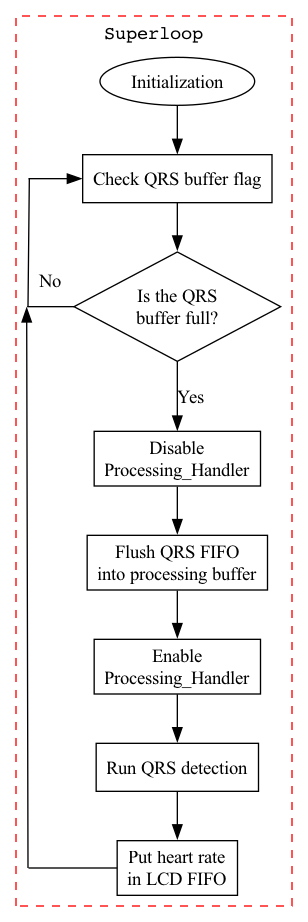 Superloop
Initialization
Check QRS buffer flag
No
Is the QRS
buffer full?
Yes
Disable
Processing_Handler
Flush QRS FIFO
into processing buffer
Enable
Processing_Handler
Run QRS detection
Put heart rate
in LCD FIFO